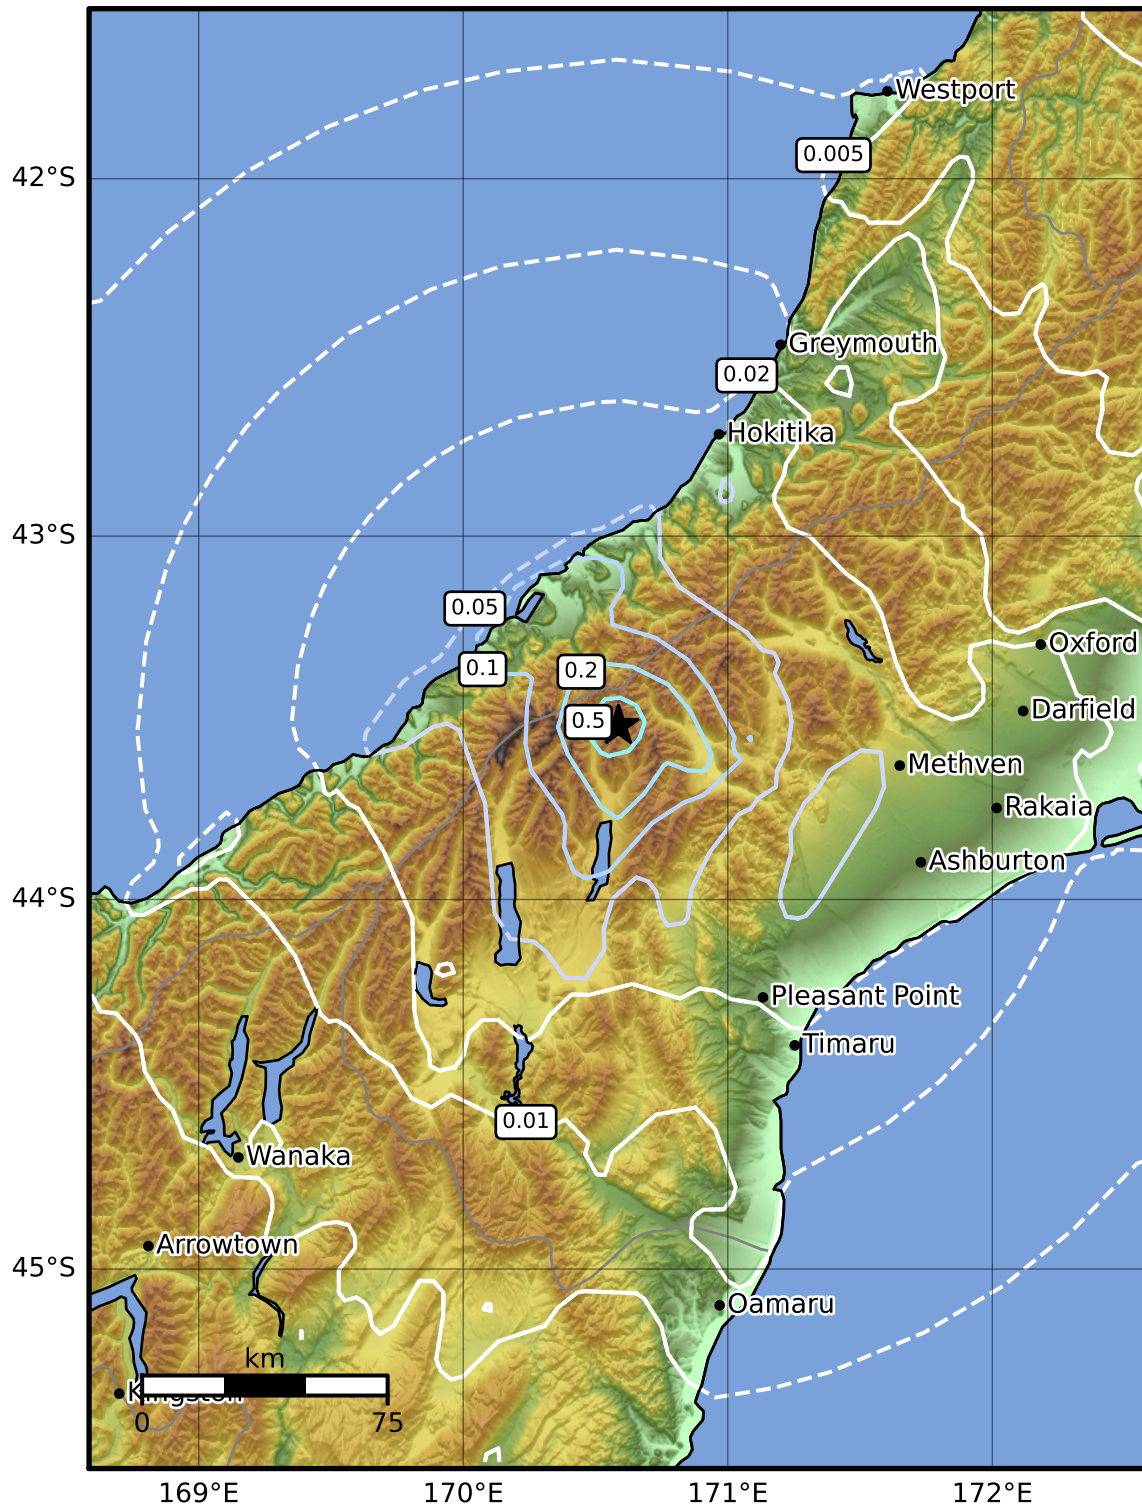 Westport
0.005
42°S
Greymouth
0.02
Hokitika
43°S
0.05
Oxford
0.1
0.2
Darfield
0.5
Methven
Rakaia
Ashburton
44°S
Pleasant Point
Timaru
0.01
Wanaka
Arrowtown
45°S
Oamaru
km
Kingston
0 75
169°E 170°E 171°E 172°E